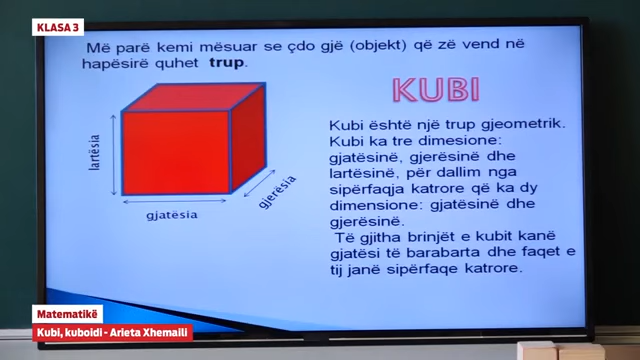 KLASA 3
Më parë kemi mësuar se çdo gjë (objekt) që zë vend në
hapësirë quhet trup.
KUBI
lartësia
gjatësia
gjerësia
Kubi është një trup gjeometrik.
Kubi ka tre dimesione:
gjatësinë, gjerësinë dhe
lartësinë, për dallim nga
sipërfaqja katrore që ka dy
dimensione: gjatësinë dhe
gjerësinë.
Të gjitha brinjët e kubit kanë
gjatësi të barabarta dhe faqet e
tij janë sipërfaqe katrore.
Matematikë
Kubi, kuboidi - Arieta Xhemaili